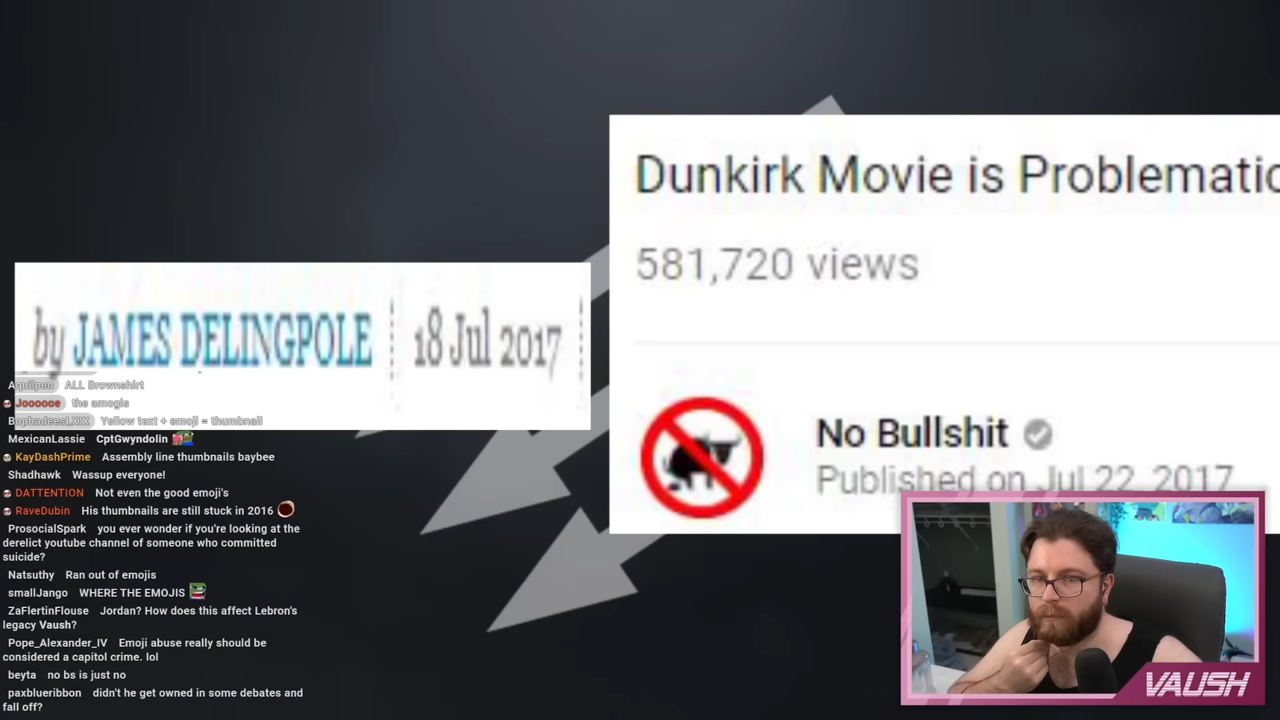 Dunkirk Movie is Problematic
581,720 views
No Bullshit
Published on Jul 22, 2017
by JAMES DELINGPOLE
18 Jul 2017
Aquilpen ALL Brownshirt
Joooooe the amogis
BophadeesLXIX Yellow text + emoji = thumbnail
MexicanLassie CptGwyndolin
KayDashPrime Assembly line thumbnails baybee
Shadhawk Wassup everyone!
DATTENTION Not even the good emoji's
RaveDubin His thumbnails are still stuck in 2016
ProsocialSpark you ever wonder if you're looking at the
derelict youtube channel of someone who committed
suicide?
Natsuthy Ran out of emojis
smallJango WHERE THE EMOJIS
ZaFlertinFlouse Jordan? How does this affect Lebron's
legacy Vaush?
Pope_Alexander_IV Emoji abuse really should be
considered a capitol crime. lol
beyta no bs is just no
paxblueribbon didn't he get owned in some debates and
fall off?
VAUSH